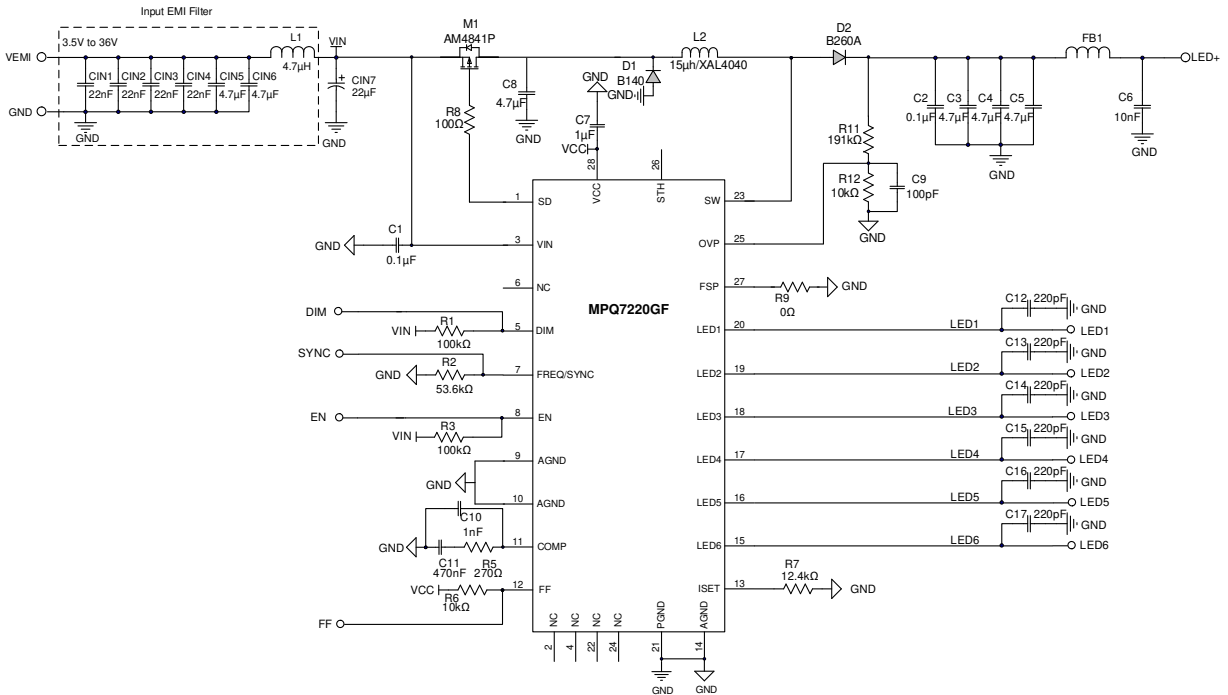 Input EMI Filter
3.5V to 36V
VEMI
GND
CIN1
22nF
CIN2
22nF
CIN3
22nF
CIN4
22nF
CIN5
4.7µF
CIN6
4.7µF
GND
L1
4.7µH
VIN
+
CIN7
22µF
GND
M1
AM4841P
R8
100Ω
C8
4.7µF
GND
GND
C7
1µF
VCC
D1
B140
GND
L2
15µh/XAL4040
D2
B260A
R11
191kΩ
R12
10kΩ
C9
100pF
GND
C2
0.1µF
C3
4.7µF
C4
4.7µF
C5
4.7µF
GND
FB1
C6
10nF
GND
LED+
28
VCC
26
STH
1
SD
23
SW
GND
C1
0.1µF
3
VIN
25
OVP
6
NC
27
FSP
R9
0Ω
GND
MPQ7220GF
DIM
VIN
R1
100kΩ
5
DIM
SYNC
GND
R2
53.6kΩ
7
FREQ/SYNC
EN
VIN
R3
100kΩ
8
EN
9
AGND
GND
10
AGND
C10
1nF
GND
C11
470nF
R5
270Ω
11
COMP
VCC
R6
10kΩ
12
FF
FF
LED1
20
LED1
C12
220pF
GND
LED1
LED2
19
LED2
C13
220pF
GND
LED2
LED3
18
LED3
C14
220pF
GND
LED3
LED4
17
LED4
C15
220pF
GND
LED4
LED5
16
LED5
C16
220pF
GND
LED5
LED6
15
LED6
C17
220pF
GND
LED6
ISET
13
R7
12.4kΩ
GND
NC
2
NC
4
NC
22
NC
24
PGND
21
AGND
14
GND
GND